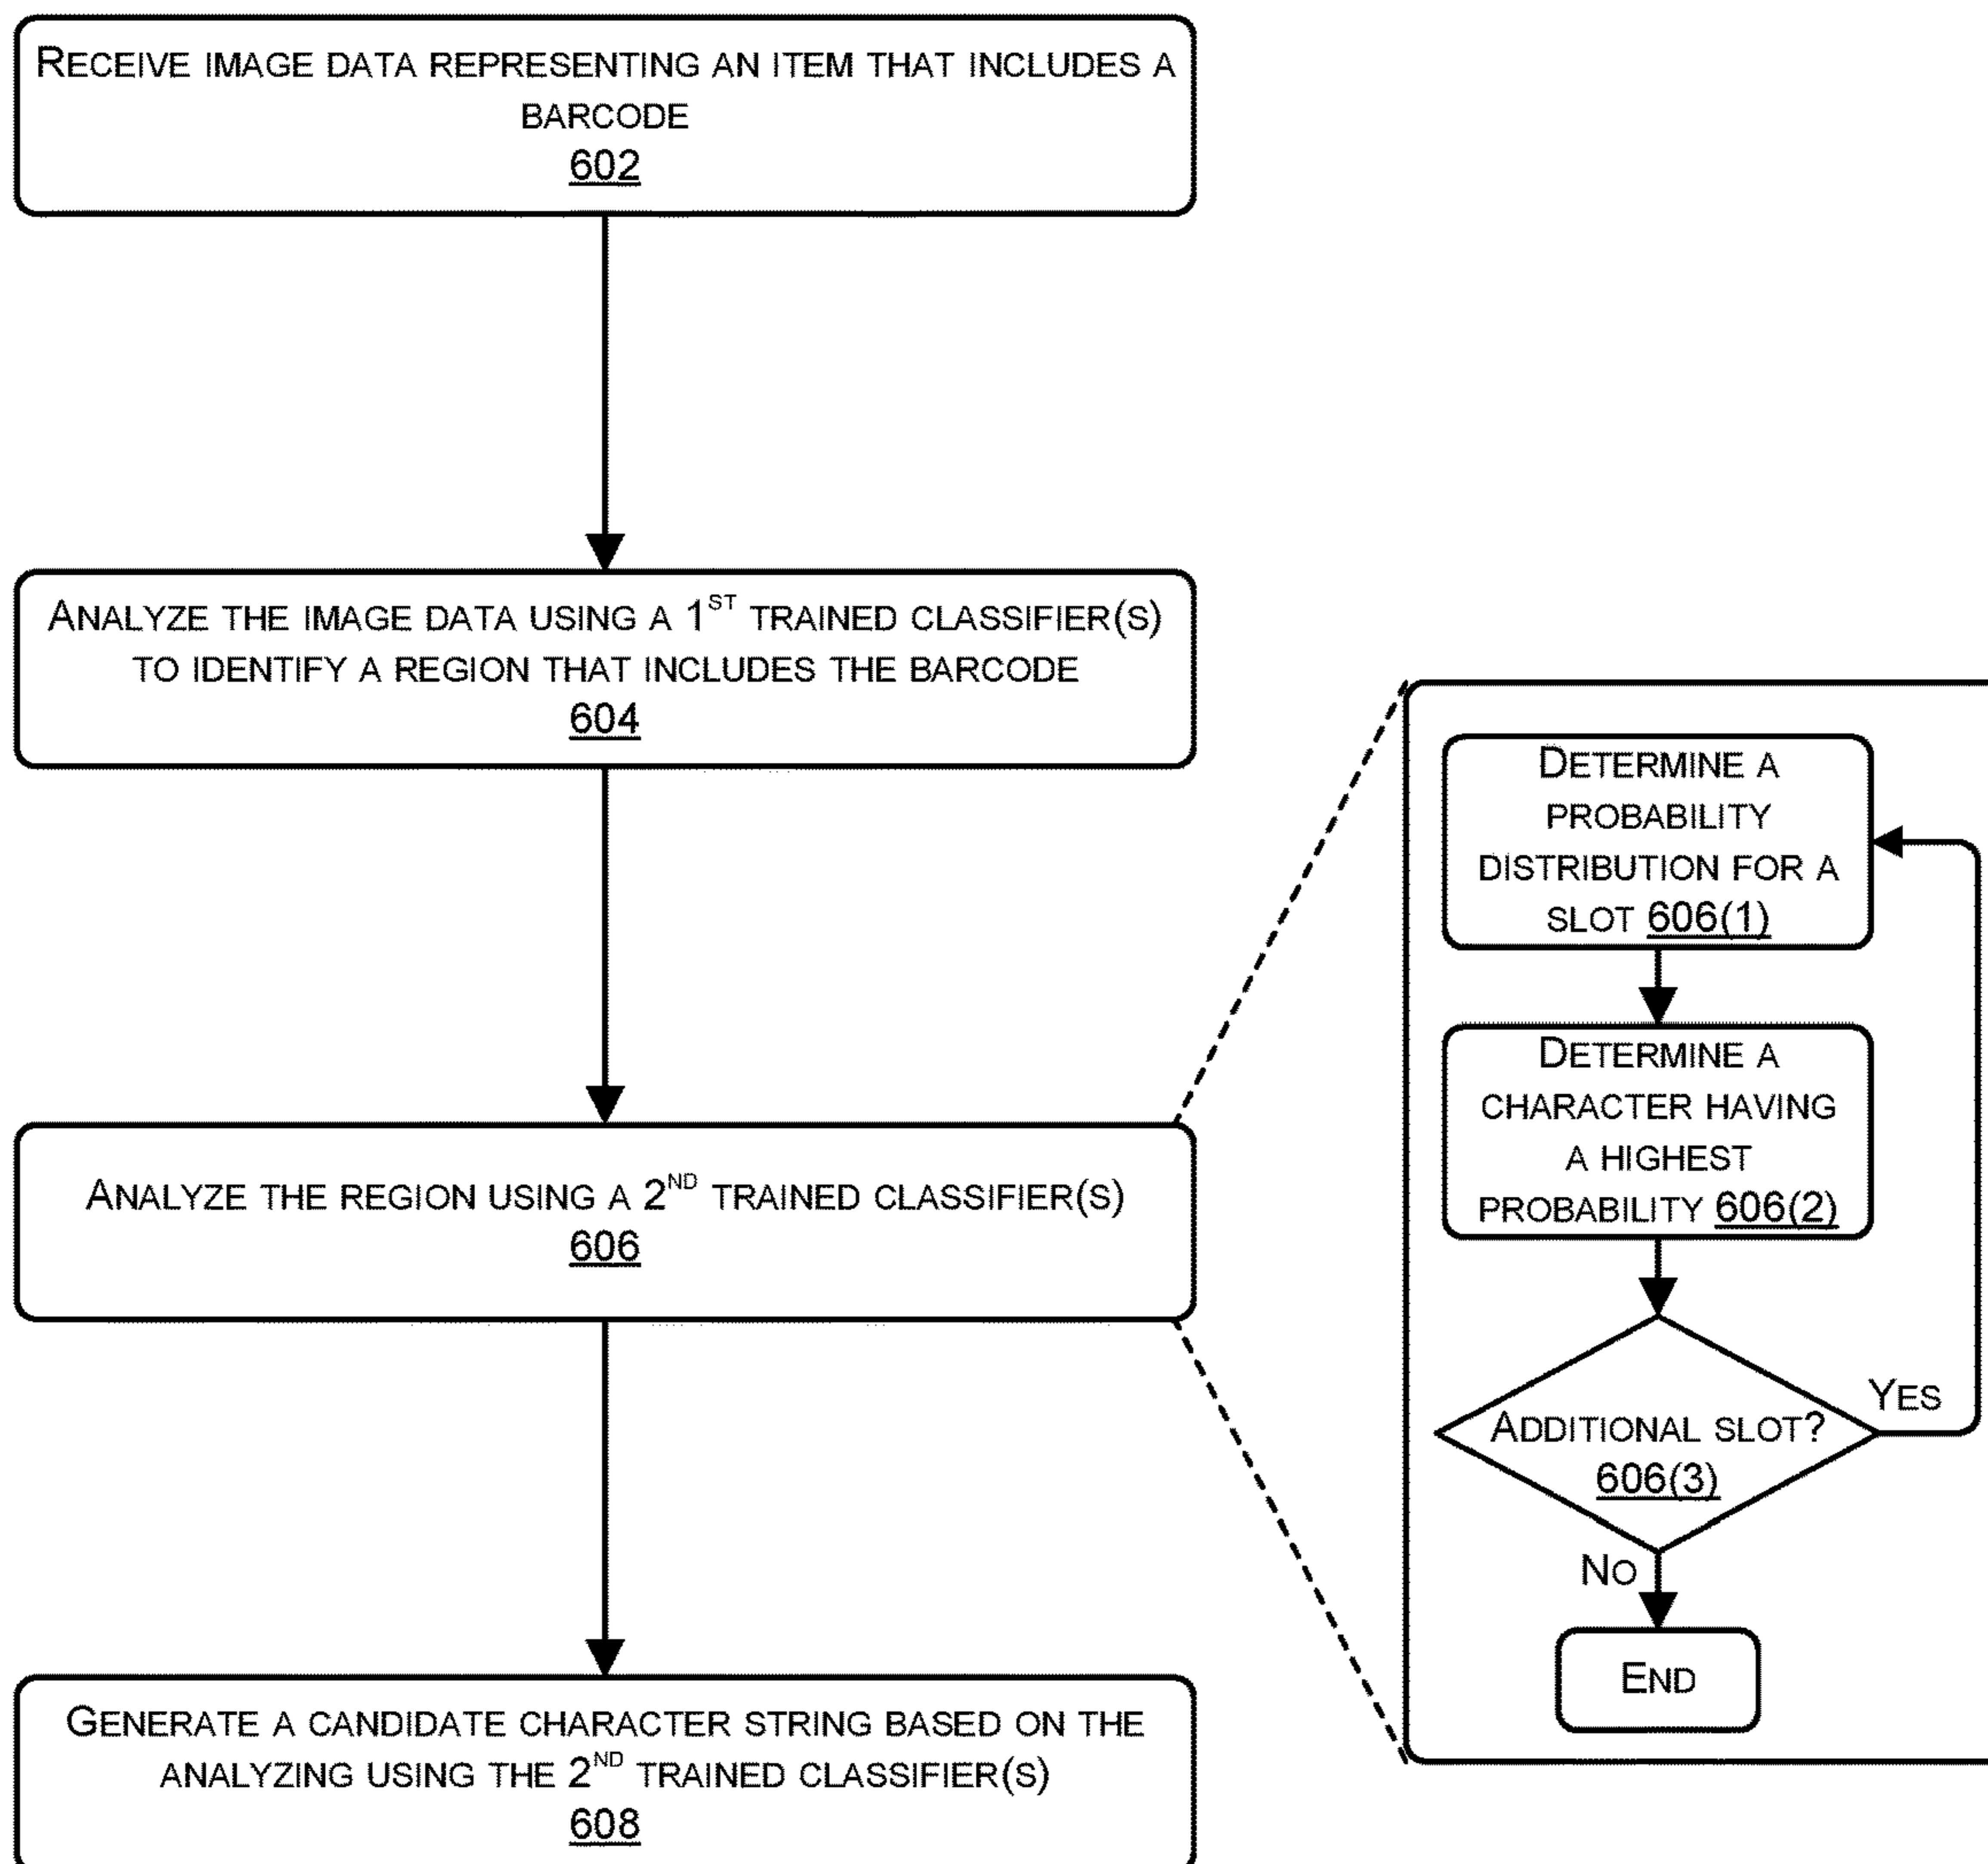 RECEIVE IMAGE DATA REPRESENTING AN ITEM THAT INCLUDES A
BARCODE
602
ANALYZE THE IMAGE DATA USING A 1ST TRAINED CLASSIFIER(S)
TO IDENTIFY A REGION THAT INCLUDES THE BARCODE
604
ANALYZE THE REGION USING A 2ND TRAINED CLASSIFIER(S)
606
GENERATE A CANDIDATE CHARACTER STRING BASED ON THE
ANALYZING USING THE 2ND TRAINED CLASSIFIER(S)
608
DETERMINE A
PROBABILITY
DISTRIBUTION FOR A
SLOT 606(1)
DETERMINE A
CHARACTER HAVING
A HIGHEST
PROBABILITY 606(2)
ADDITIONAL SLOT?
606(3)
YES
NO
END